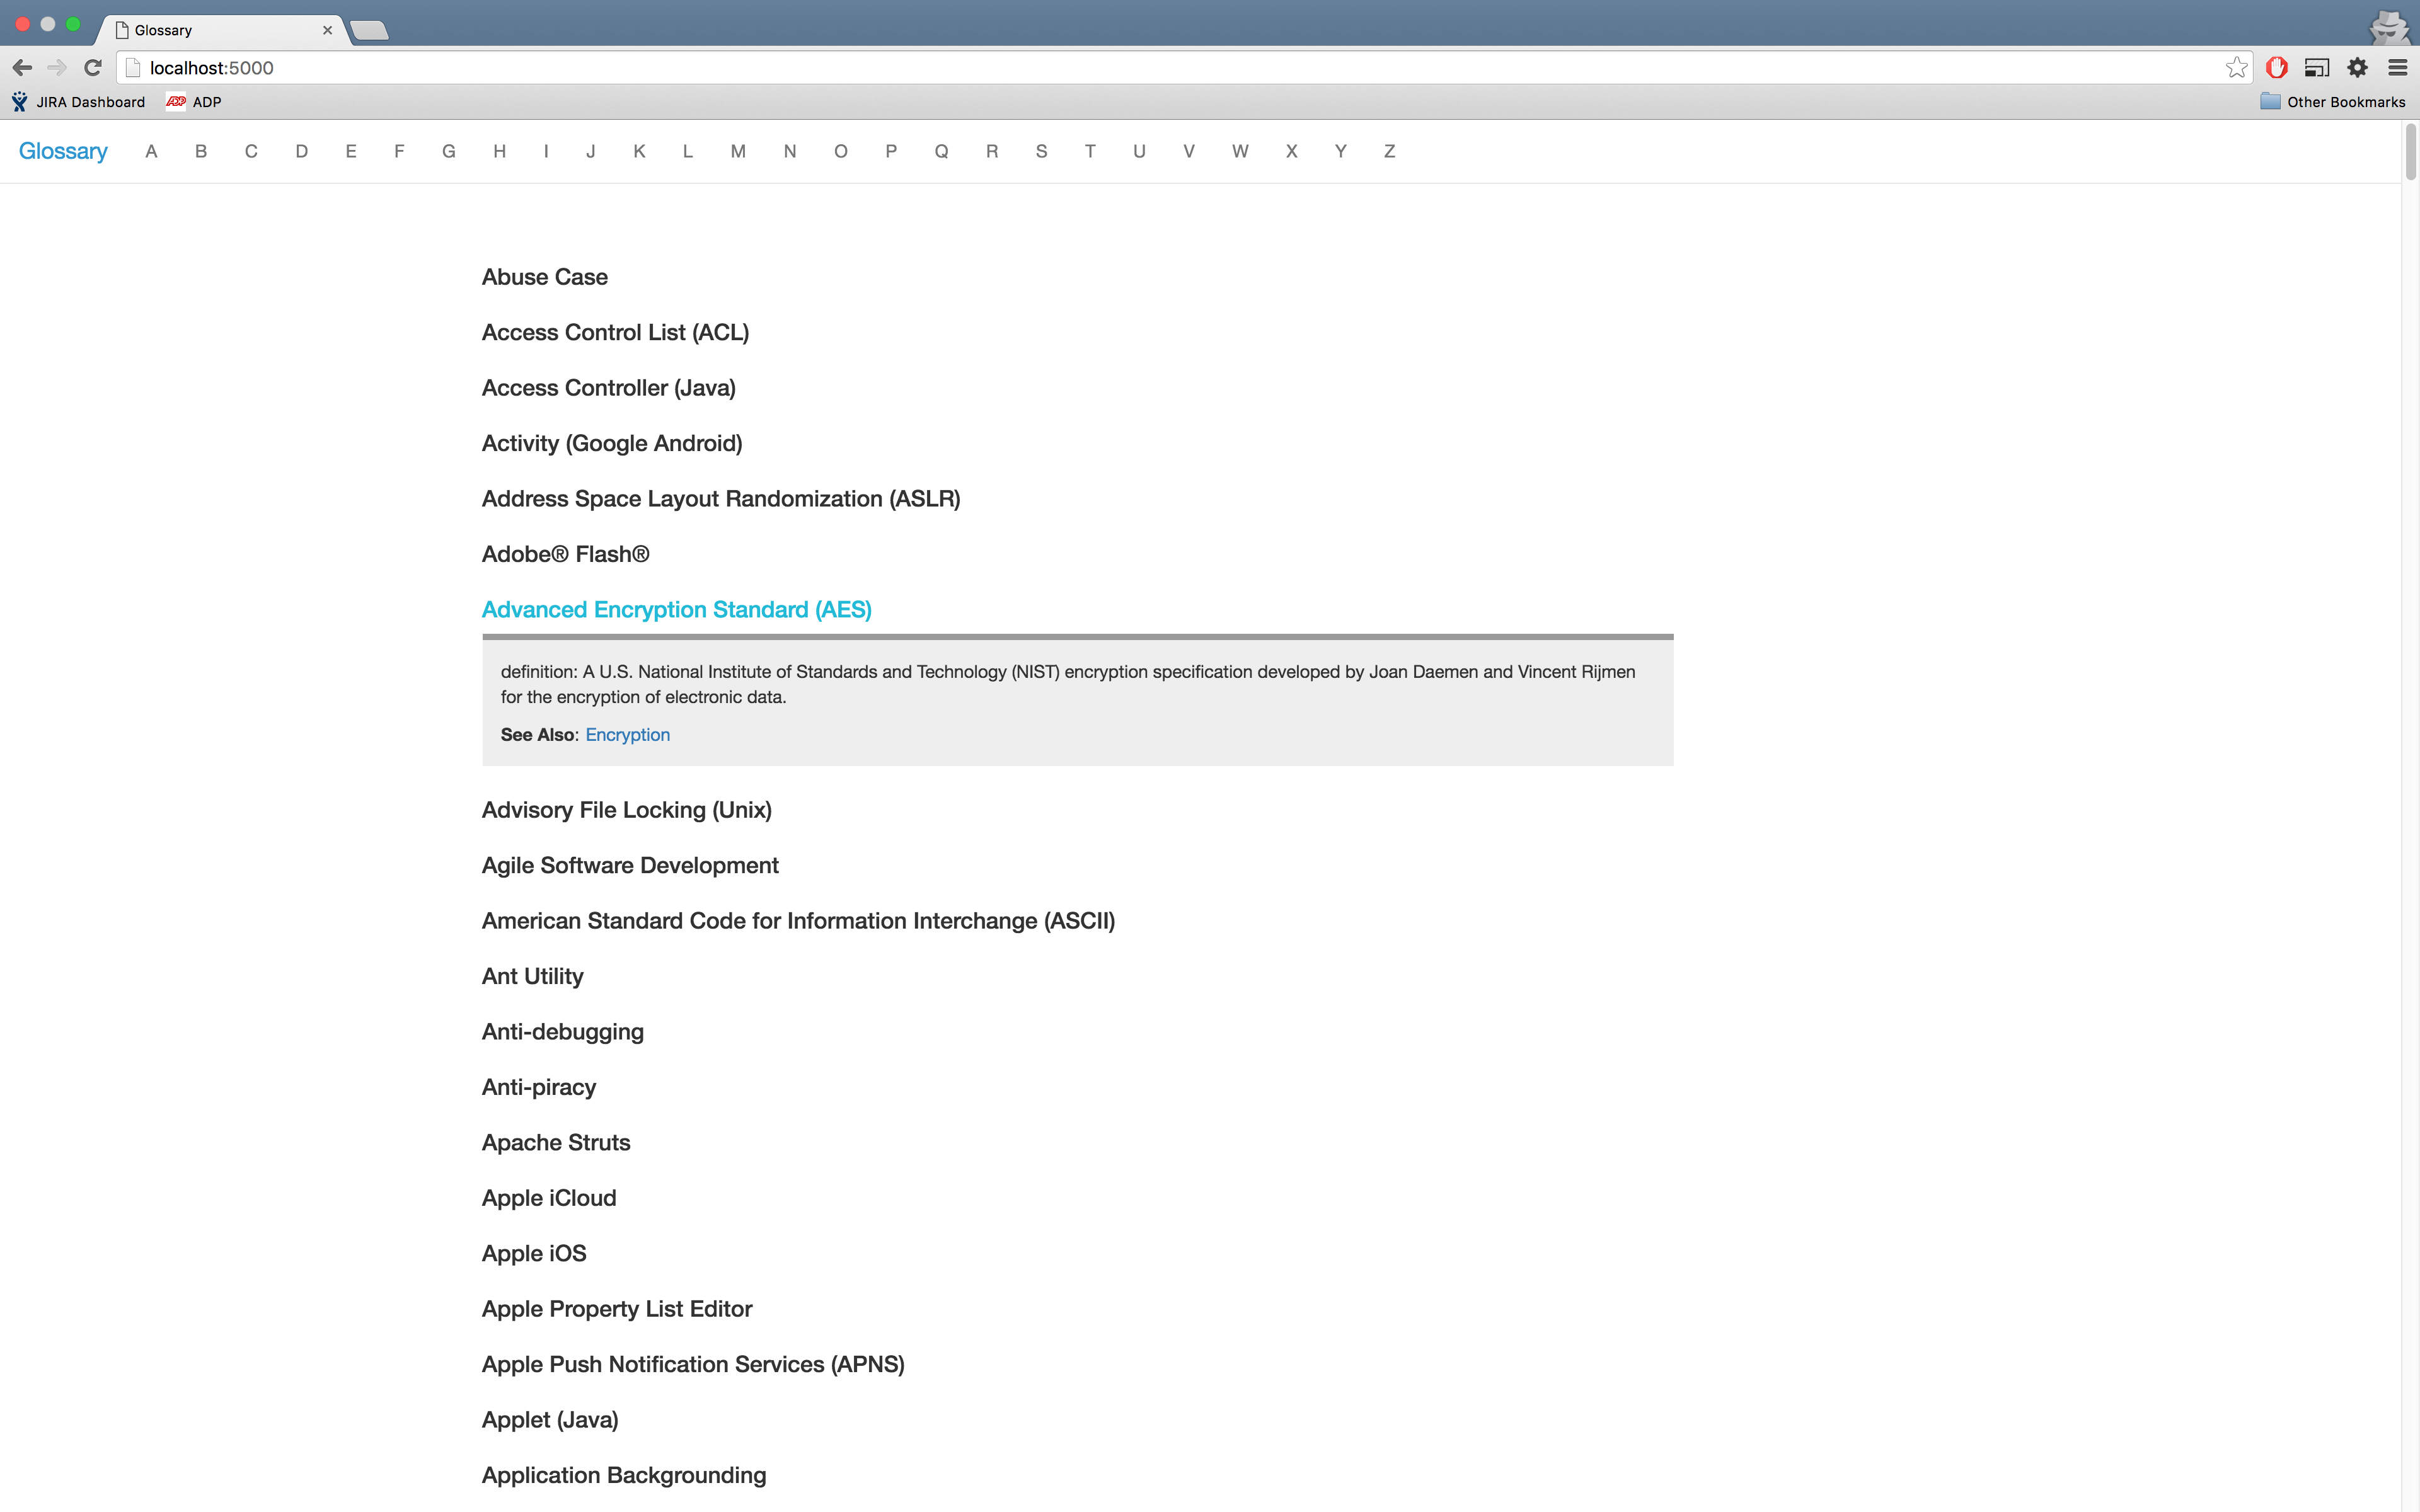 Glossary
localhost:5000
JIRA Dashboard ADP Other Bookmarks
Glossary A B C D E F G H I J K L M N O P Q R S T U V W X Y Z
Abuse Case
Access Control List (ACL)
Access Controller (Java)
Activity (Google Android)
Address Space Layout Randomization (ASLR)
Adobe® Flash®
Advanced Encryption Standard (AES)
definition: A U.S. National Institute of Standards and Technology (NIST) encryption specification developed by Joan Daemen and Vincent Rijmen
for the encryption of electronic data.
See Also: Encryption
Advisory File Locking (Unix)
Agile Software Development
American Standard Code for Information Interchange (ASCII)
Ant Utility
Anti-debugging
Anti-piracy
Apache Struts
Apple iCloud
Apple iOS
Apple Property List Editor
Apple Push Notification Services (APNS)
Applet (Java)
Application Backgrounding